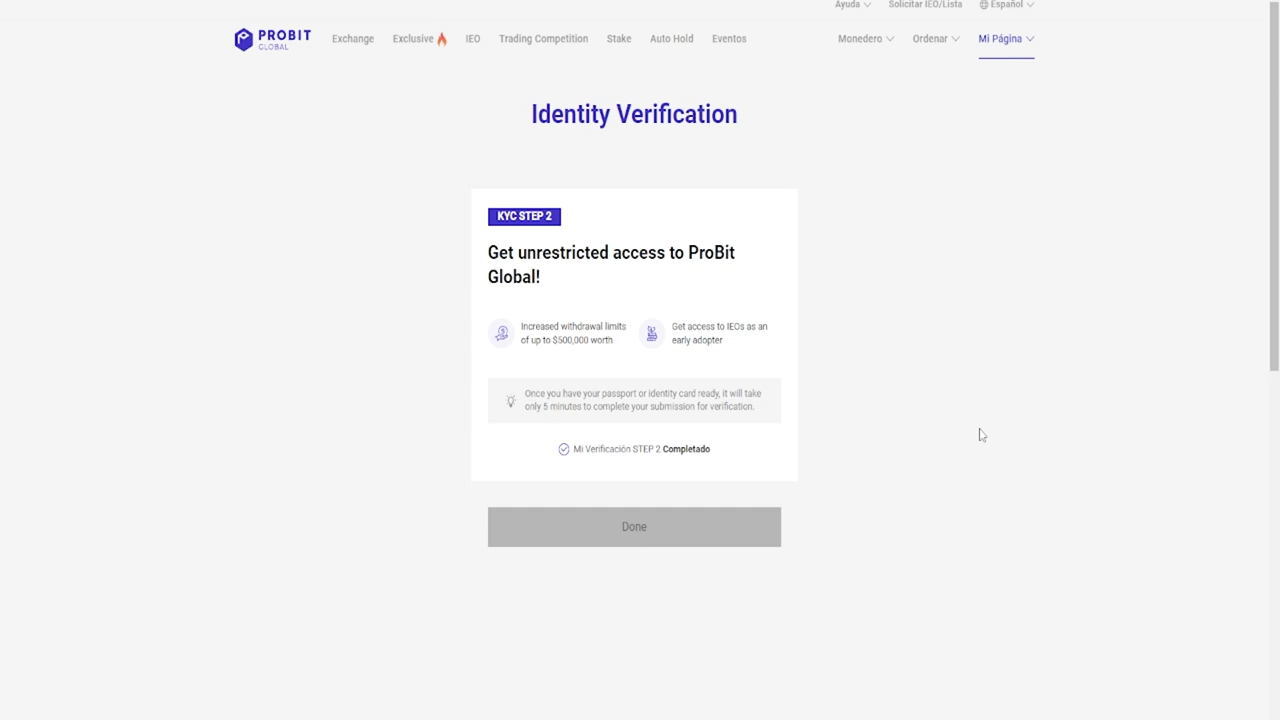 Ayuda Solicitar IEO/Lista Español
PROBIT
GLOBAL
Exchange Exclusive IEO Trading Competition Stake Auto Hold Eventos Monedero Ordenar Mi Página
Identity Verification
KYC STEP 2
Get unrestricted access to ProBit
Global!
Increased withdrawal limits
of up to $500,000 worth
Get access to IEOs as an
early adopter
Once you have your passport or identity card ready, it will take
only 5 minutes to complete your submission for verification.
Mi Verificación STEP 2 Completado
Done